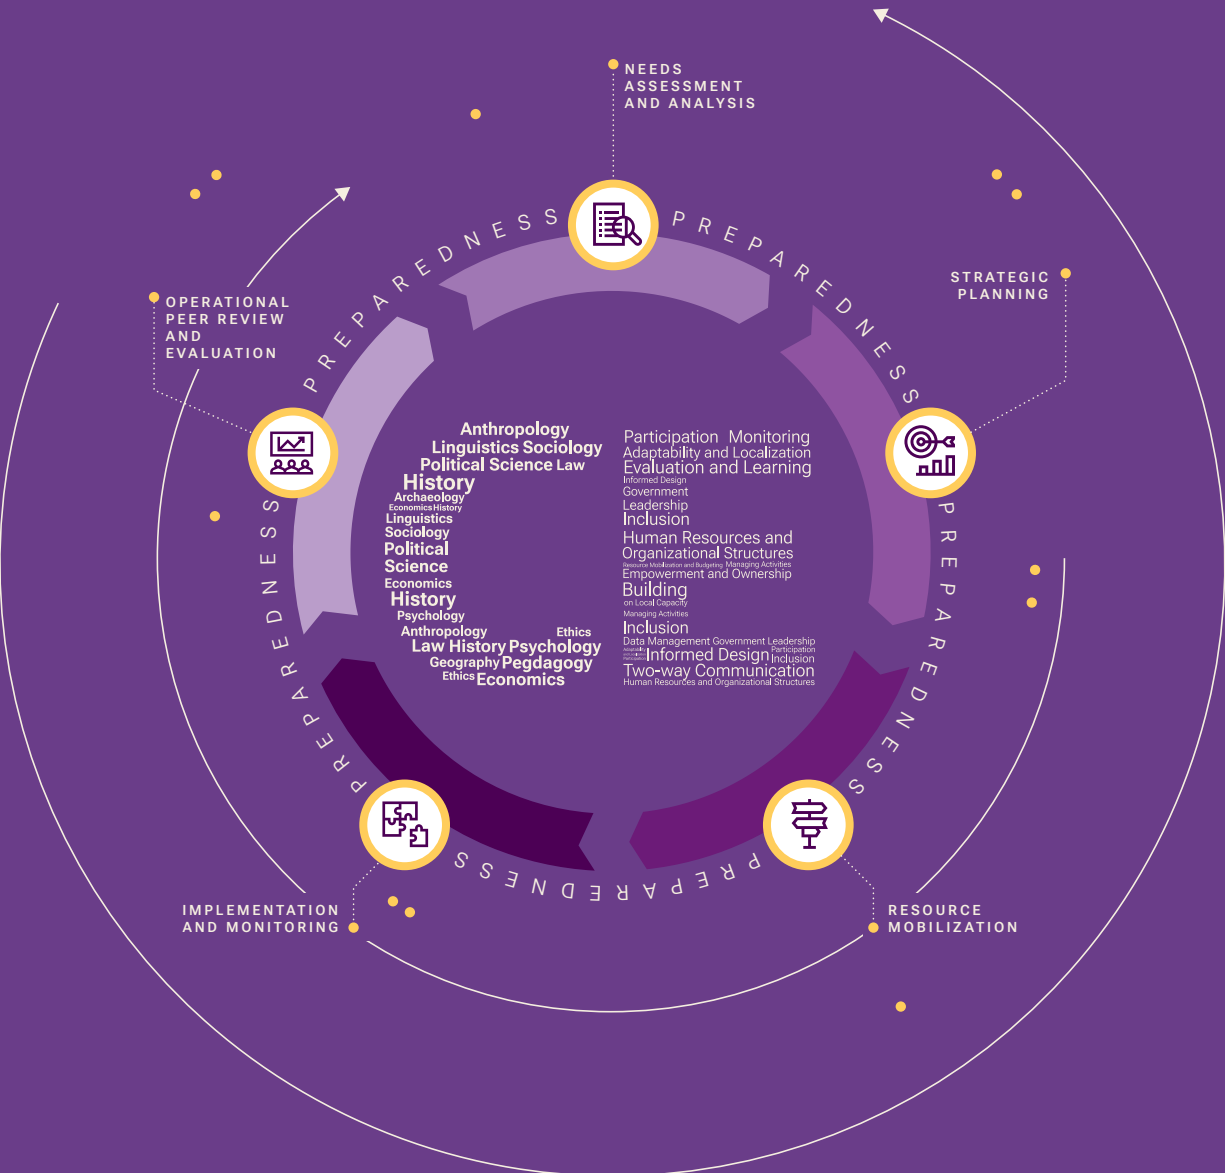 NEEDS
ASSESSMENT
AND ANALYSIS
STRATEGIC
PLANNING
RESOURCE
MOBILIZATION
IMPLEMENTATION
AND MONITORING
OPERATIONAL
PEER REVIEW
AND
EVALUATION
PREPAREDNESS
PREPAREDNESS
PREPAREDNESS
PREPAREDNESS
PREPAREDNESS
Anthropology
Linguistics Sociology
Political Science Law
History
Archaeology
Economics History
Linguistics
Sociology
Political
Science
Economics
History
Psychology
Anthropology Ethics
Law History Psychology
Geography Pegdagogy
Ethics Economics
Participation Monitoring
Adaptability and Localization
Evaluation and Learning
Informed Design
Government
Leadership
Inclusion
Human Resources and
Organizational Structures
Resource Mobilization and Budgeting Managing Activities
Empowerment and Ownership
Building
on Local Capacity
Managing Activities
Inclusion
Data Management Government Leadership
Informed Design Participation
Inclusion
Two-way Communication
Human Resources and Organizational Structures